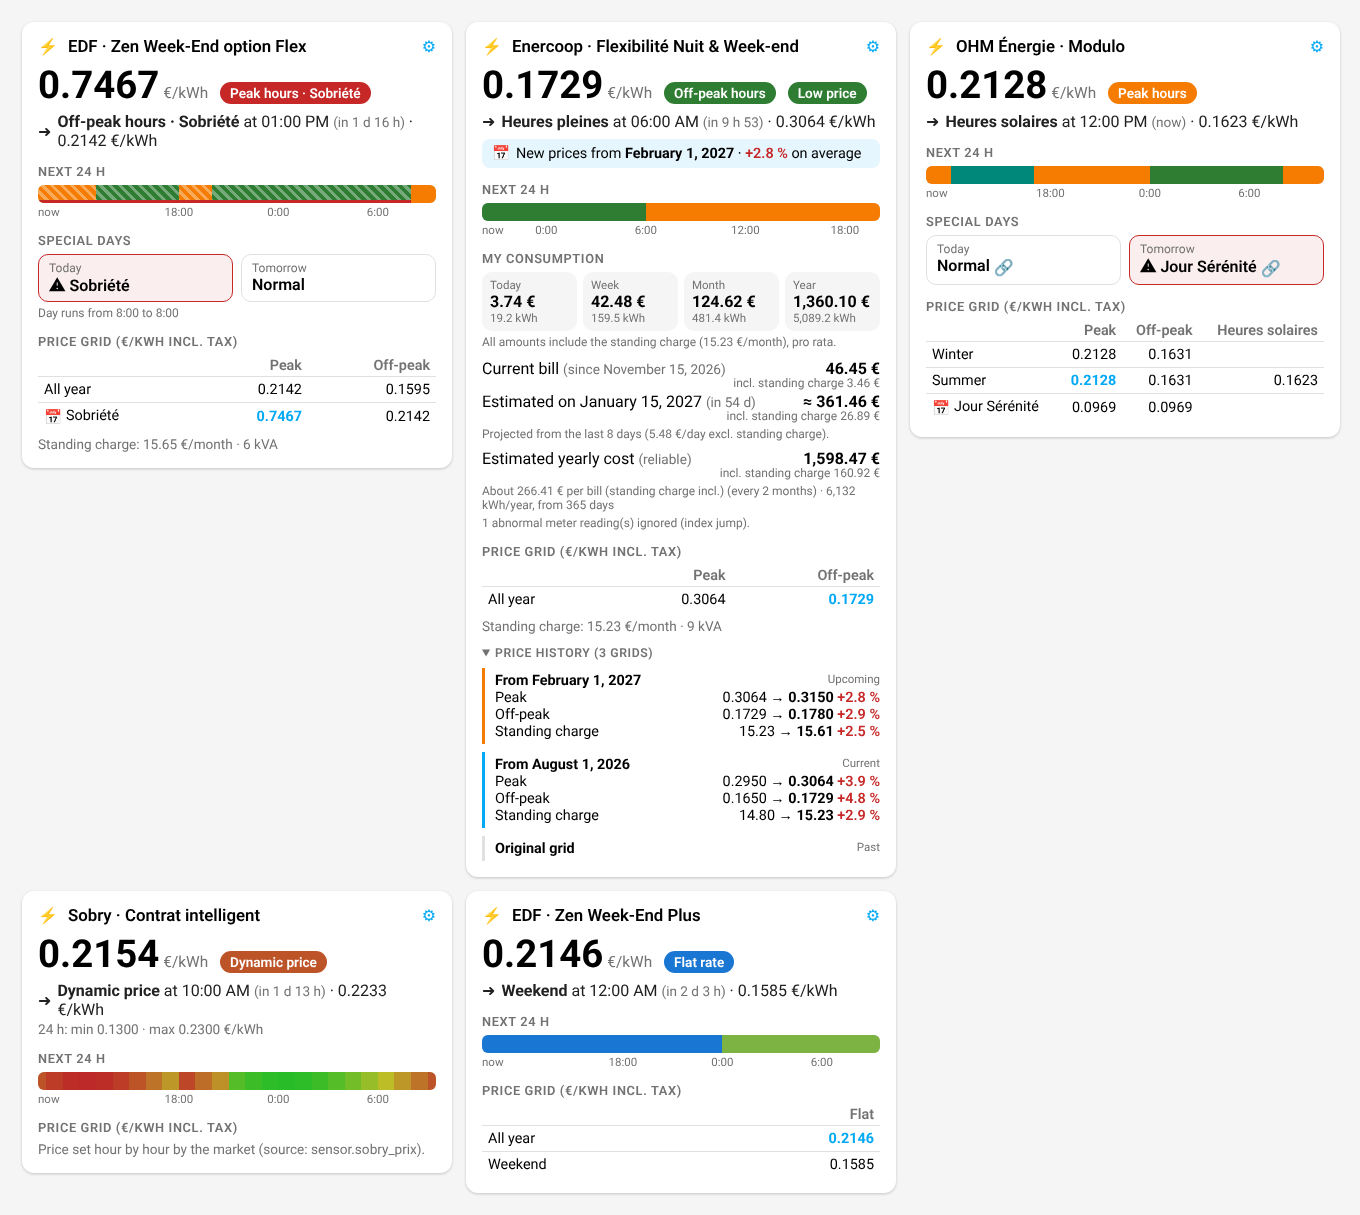 ⚡ EDF · Zen Week-End option Flex ⚙
0.7467 €/kWh Peak hours · Sobriété
➔ Off-peak hours · Sobriété at 01:00 PM (in 1 d 16 h) ·
0.2142 €/kWh
NEXT 24 H
now 18:00 0:00 6:00
SPECIAL DAYS
Today Tomorrow
⚠ Sobriété Normal
Day runs from 8:00 to 8:00
PRICE GRID (€/KWH INCL. TAX)
Peak Off-peak
All year 0.2142 0.1595
📅 Sobriété 0.7467 0.2142
Standing charge: 15.65 €/month · 6 kVA
⚡ Enercoop · Flexibilité Nuit & Week-end ⚙
0.1729 €/kWh Off-peak hours Low price
➔ Heures pleines at 06:00 AM (in 9 h 53) · 0.3064 €/kWh
📅 New prices from February 1, 2027 · +2.8 % on average
NEXT 24 H
now 0:00 6:00 12:00 18:00
MY CONSUMPTION
Today Week Month Year
3.74 € 42.48 € 124.62 € 1,360.10 €
19.2 kWh 159.5 kWh 481.4 kWh 5,089.2 kWh
All amounts include the standing charge (15.23 €/month), pro rata.
Current bill (since November 15, 2026) 46.45 €
incl. standing charge 3.46 €
Estimated on January 15, 2027 (in 54 d) ≈ 361.46 €
incl. standing charge 26.89 €
Projected from the last 8 days (5.48 €/day excl. standing charge).
Estimated yearly cost (reliable) 1,598.47 €
incl. standing charge 160.92 €
About 266.41 € per bill (standing charge incl.) (every 2 months) · 6,132
kWh/year, from 365 days
1 abnormal meter reading(s) ignored (index jump).
PRICE GRID (€/KWH INCL. TAX)
Peak Off-peak
All year 0.3064 0.1729
Standing charge: 15.23 €/month · 9 kVA
▼ PRICE HISTORY (3 GRIDS)
From February 1, 2027 Upcoming
Peak 0.3064 → 0.3150 +2.8 %
Off-peak 0.1729 → 0.1780 +2.9 %
Standing charge 15.23 → 15.61 +2.5 %
From August 1, 2026 Current
Peak 0.2950 → 0.3064 +3.9 %
Off-peak 0.1650 → 0.1729 +4.8 %
Standing charge 14.80 → 15.23 +2.9 %
Original grid Past
⚡ OHM Énergie · Modulo ⚙
0.2128 €/kWh Peak hours
➔ Heures solaires at 12:00 PM (now) · 0.1623 €/kWh
NEXT 24 H
now 18:00 0:00 6:00
SPECIAL DAYS
Today Tomorrow
Normal 🔗 ⚠ Jour Sérénité 🔗
PRICE GRID (€/KWH INCL. TAX)
Peak Off-peak Heures solaires
Winter 0.2128 0.1631
Summer 0.2128 0.1631 0.1623
📅 Jour Sérénité 0.0969 0.0969
⚡ Sobry · Contrat intelligent ⚙
0.2154 €/kWh Dynamic price
➔ Dynamic price at 10:00 AM (in 1 d 13 h) · 0.2233
€/kWh
24 h: min 0.1300 · max 0.2300 €/kWh
NEXT 24 H
now 18:00 0:00 6:00
PRICE GRID (€/KWH INCL. TAX)
Price set hour by hour by the market (source: sensor.sobry_prix).
⚡ EDF · Zen Week-End Plus ⚙
0.2146 €/kWh Flat rate
➔ Weekend at 12:00 AM (in 2 d 3 h) · 0.1585 €/kWh
NEXT 24 H
now 18:00 0:00 6:00
PRICE GRID (€/KWH INCL. TAX)
Flat
All year 0.2146
Weekend 0.1585